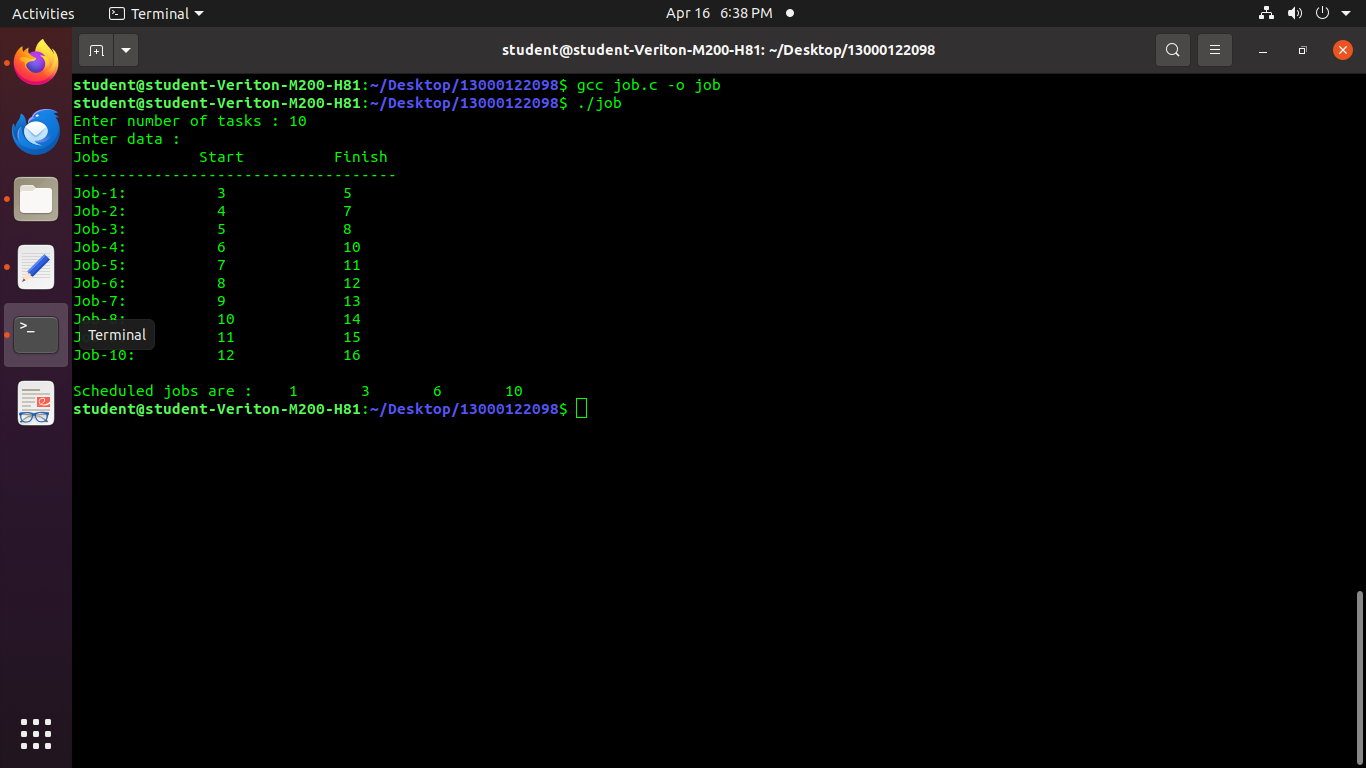 Activities Terminal Apr 16 6:38 PM
student@student-Veriton-M200-H81: ~/Desktop/13000122098
student@student-Veriton-M200-H81:~/Desktop/13000122098$ gcc job.c -o job
student@student-Veriton-M200-H81:~/Desktop/13000122098$ ./job
Enter number of tasks : 10
Enter data :
Jobs Start Finish
------------------------------------
Job-1: 3 5
Job-2: 4 7
Job-3: 5 8
Job-4: 6 10
Job-5: 7 11
Job-6: 8 12
Job-7: 9 13
Job-8: 10 14
Terminal 11 15
Job-10: 12 16
Scheduled jobs are : 1 3 6 10
student@student-Veriton-M200-H81:~/Desktop/13000122098$